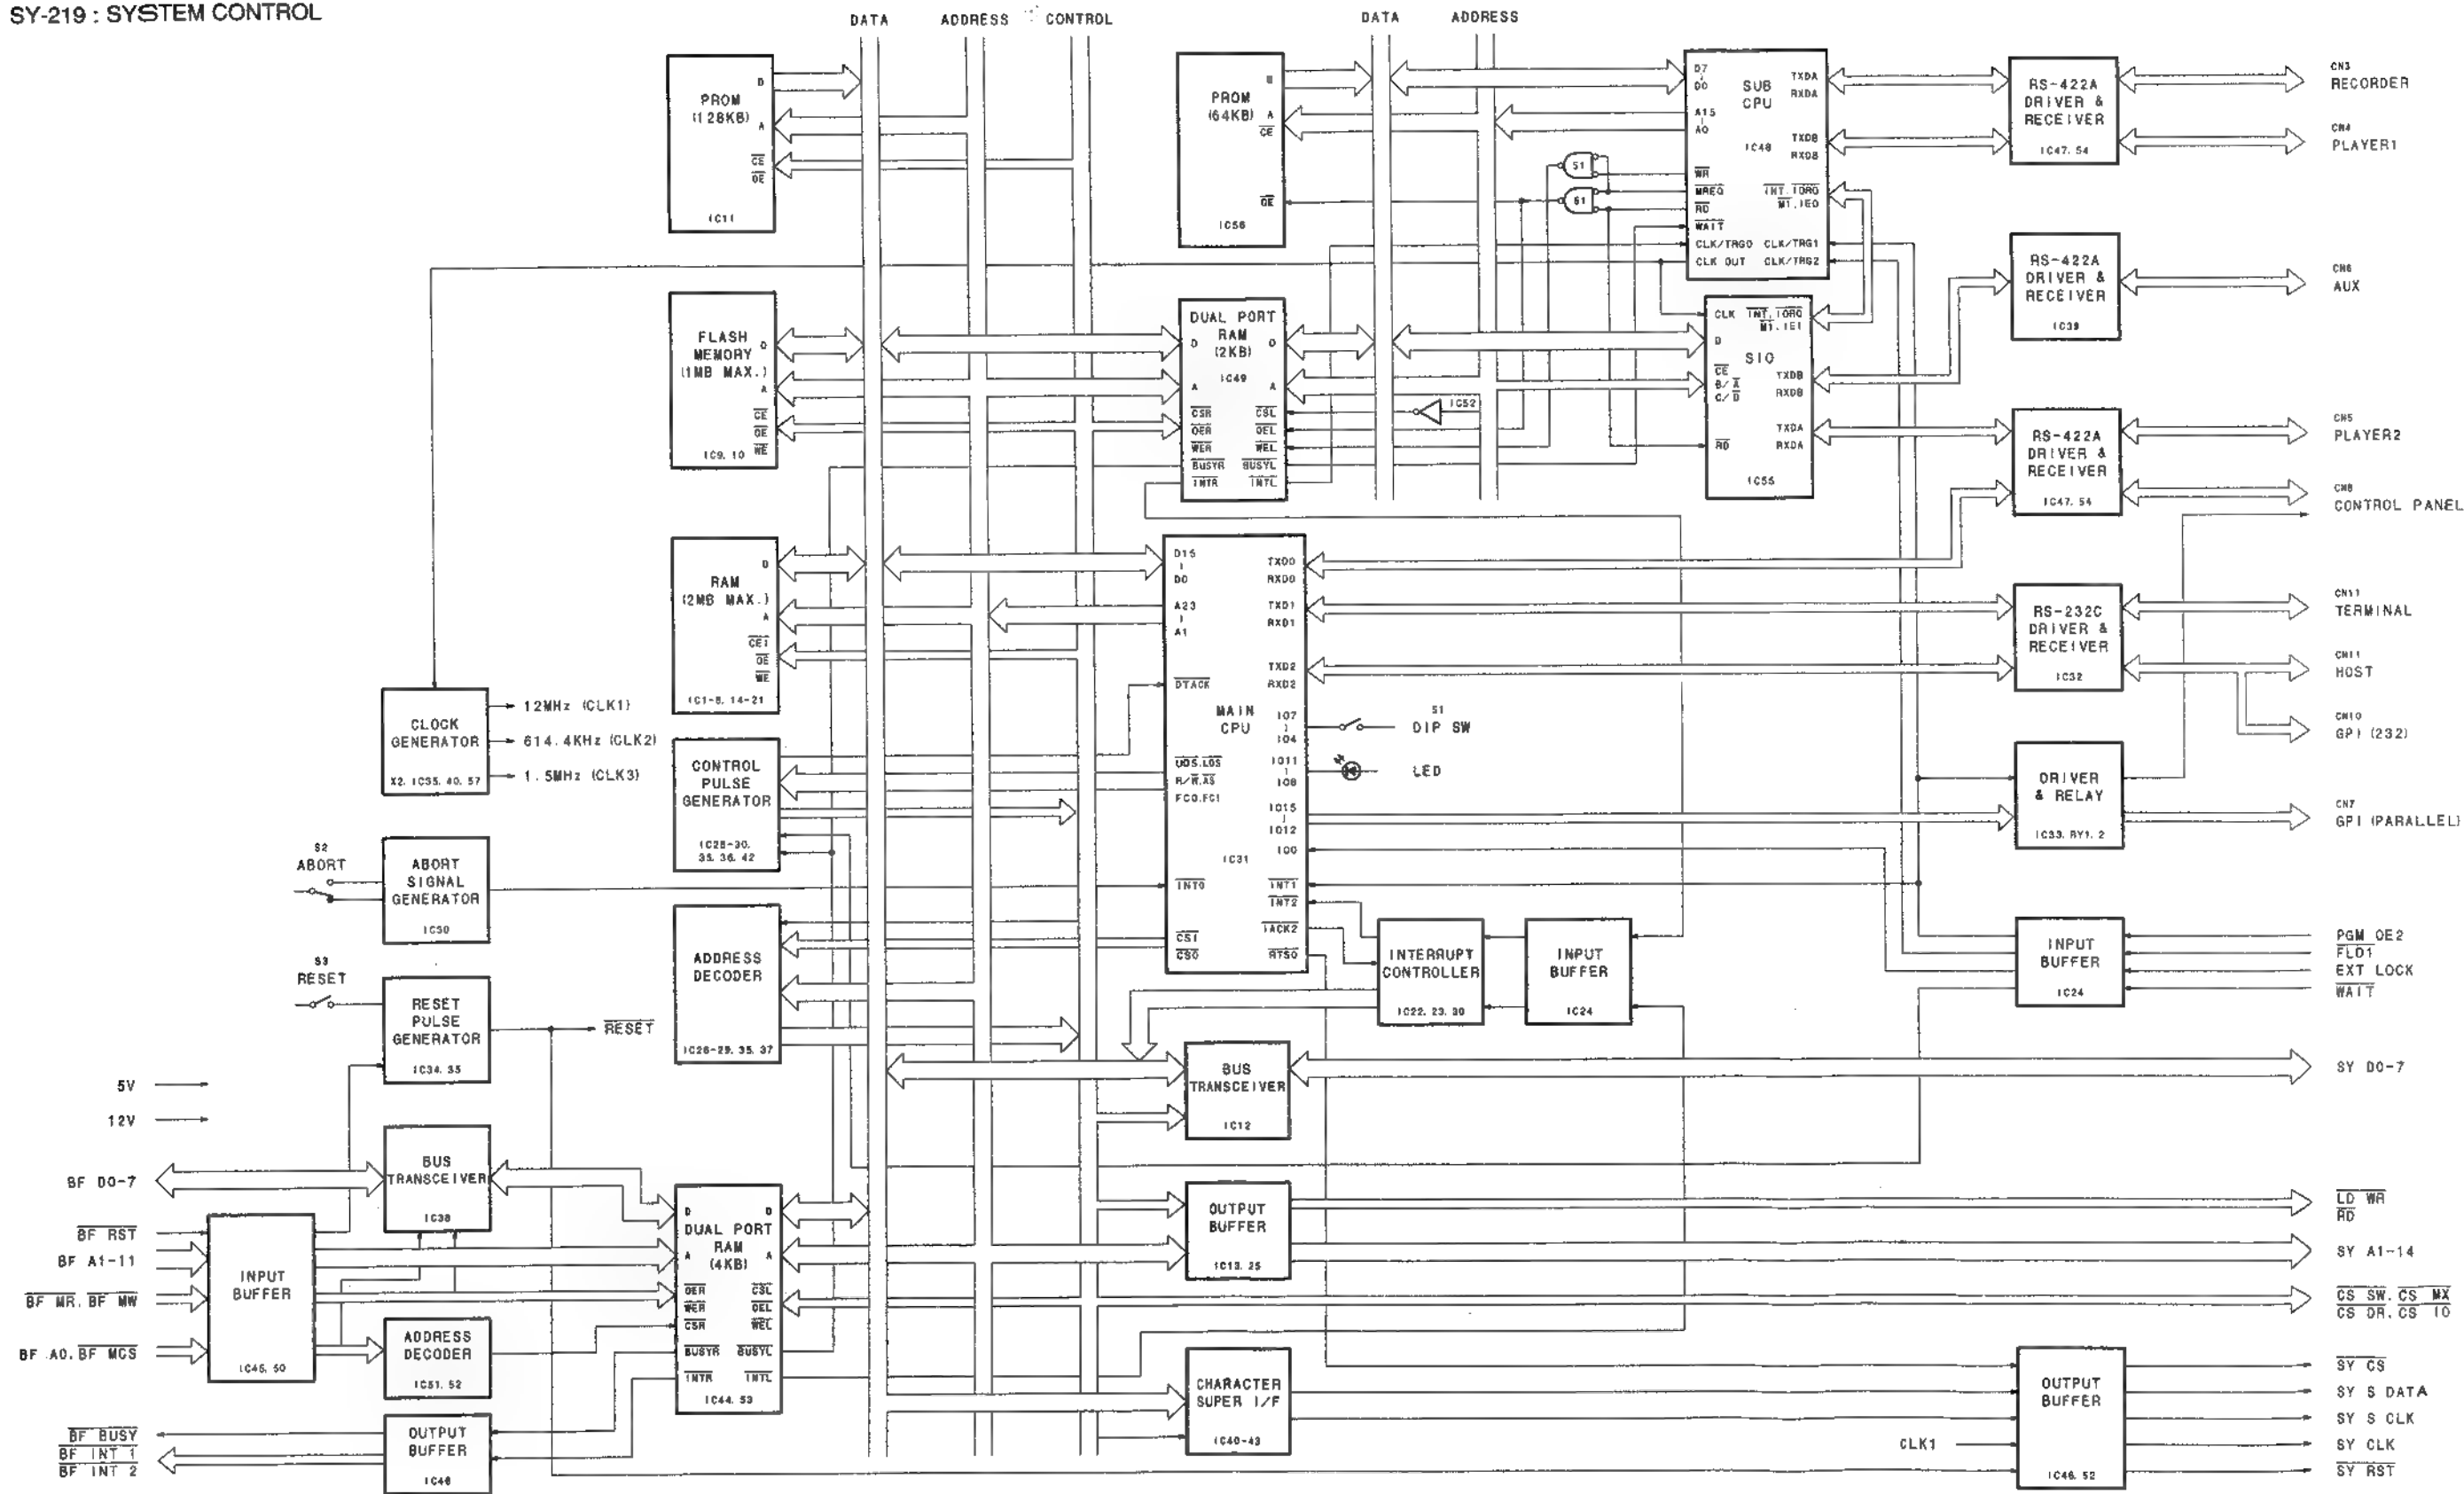 SY-219 : SYSTEM CONTROL
DATA
ADDRESS
CONTROL
DATA
ADDRESS
PROM
(128KB)
D
A
CE
OE
IC11
PROM
(64KB)
A
CE
OE
IC56
D7
D0
A15
A0
SUB
CPU
IC48
TXDA
RXDA
TXDB
RXDB
WR
MREQ
RD
WAIT
INT. IORQ
M1. IEO
CLK/TRG0
CLK/TRG1
CLK OUT
CLK/TRG2
51
51
RS-422A
DRIVER &
RECEIVER
IC47. 54
CN3
RECORDER
CN4
PLAYER1
RS-422A
DRIVER &
RECEIVER
IC39
CN6
AUX
FLASH
MEMORY
(1MB MAX.)
D
A
CE
OE
WE
IC9. 10
DUAL PORT
RAM
(2KB)
IC49
D
D
A
A
CSR
CSL
OER
OEL
WER
WEL
BUSYR
BUSYL
INTR
INTL
IC52
CLK
INT. IORQ
M1. IEI
D
SIO
CE
B/A
C/D
TXDB
RXDB
TXDA
RXDA
RD
IC55
RS-422A
DRIVER &
RECEIVER
IC47. 54
CN5
PLAYER2
CN8
CONTROL PANEL
RAM
(2MB MAX.)
D
A
CE1
OE
WE
IC1-8. 14-21
D15
D0
A23
A1
DTACK
MAIN
CPU
UDS.LDS
R/W.AS
FC0.FC1
IC31
INT0
CS1
CS0
TXD0
RXD0
TXD1
RXD1
TXD2
RXD2
IO7
IO4
IO11
IO8
IO15
IO12
IO0
INT1
INT2
IACK2
RTS0
S1
DIP SW
LED
RS-232C
DRIVER &
RECEIVER
IC32
CN11
TERMINAL
CN11
HOST
CN10
GPI (232)
CLOCK
GENERATOR
X2. IC35. 40. 57
12MHz (CLK1)
614.4KHz (CLK2)
1.5MHz (CLK3)
CONTROL
PULSE
GENERATOR
IC28-30.
35. 36. 42
DRIVER
& RELAY
IC33. RY1. 2
CN7
GPI (PARALLEL)
S2
ABORT
ABORT
SIGNAL
GENERATOR
IC50
ADDRESS
DECODER
IC26-29. 35. 37
INTERRUPT
CONTROLLER
IC22. 23. 30
INPUT
BUFFER
IC24
INPUT
BUFFER
IC24
PGM OE2
FLD1
EXT LOCK
WAIT
S3
RESET
RESET
PULSE
GENERATOR
IC34. 35
RESET
5V
12V
BUS
TRANSCEIVER
IC12
SY D0-7
BF D0-7
BUS
TRANSCEIVER
IC38
BF RST
BF A1-11
BF MR. BF MW
BF A0. BF MCS
INPUT
BUFFER
IC45. 50
ADDRESS
DECODER
IC51. 52
DUAL PORT
RAM
(4KB)
D
D
A
A
OER
CSL
WER
OEL
CSR
WEL
BUSYR
BUSYL
INTR
INTL
IC44. 53
OUTPUT
BUFFER
IC13. 25
LD WR
RD
SY A1-14
CS SW. CS MX
CS DR. CS IO
CHARACTER
SUPER I/F
IC40-43
OUTPUT
BUFFER
IC46. 52
SY CS
SY S DATA
SY S CLK
CLK1
SY CLK
SY RST
BF BUSY
BF INT 1
BF INT 2
OUTPUT
BUFFER
IC46